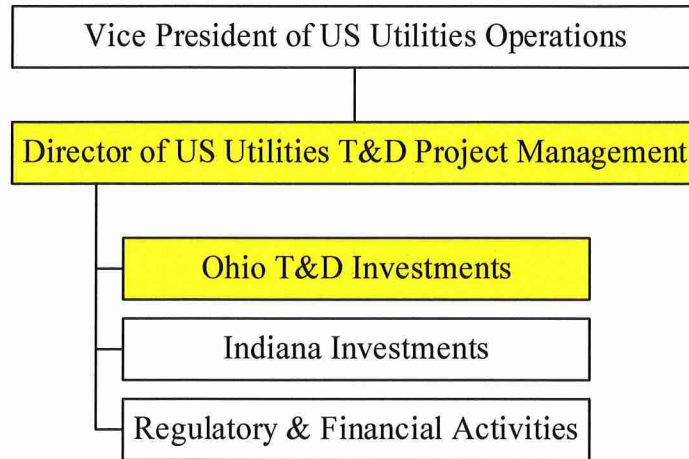 Vice President of US Utilities Operations
Director of US Utilities T&D Project Management
Ohio T&D Investments
Indiana Investments
Regulatory & Financial Activities